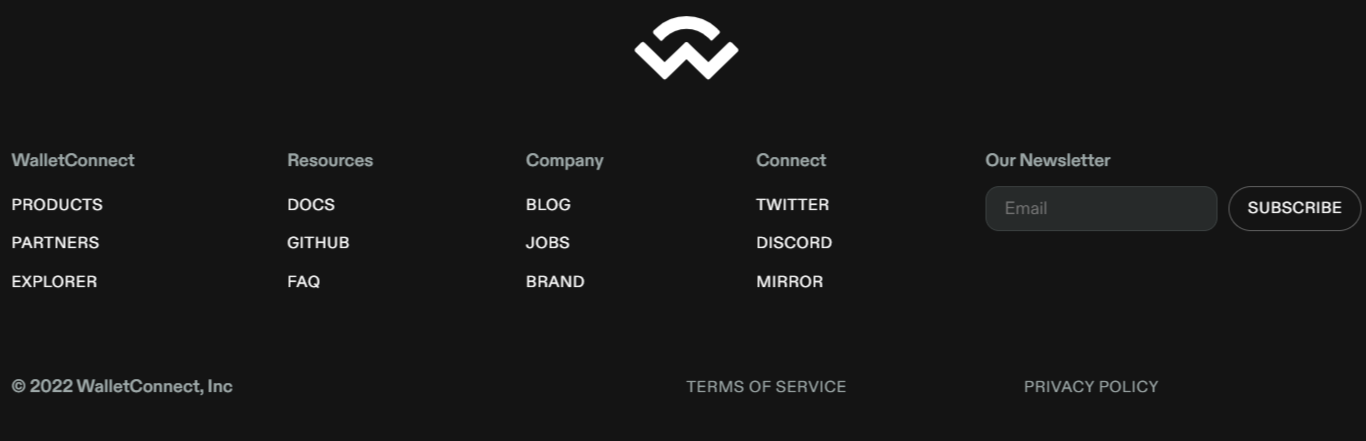 WalletConnect
PRODUCTS
PARTNERS
EXPLORER
Resources
DOCS
GITHUB
FAQ
Company
BLOG
JOBS
BRAND
Connect
TWITTER
DISCORD
MIRROR
Our Newsletter
Email
SUBSCRIBE
© 2022 WalletConnect, Inc
TERMS OF SERVICE
PRIVACY POLICY